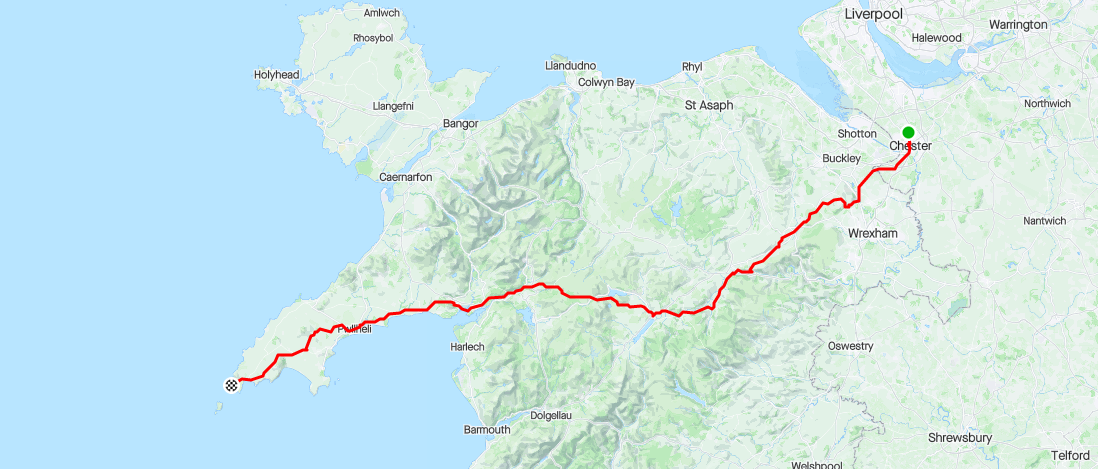 Amlwch
Liverpool
Warrington
Rhosybol
Halewood
Llandudno
Rhyl
Holyhead
Colwyn Bay
Llangefni
St Asaph
Northwich
Bangor
Shotton
Chester
Buckley
Caernarfon
Nantwich
Wrexham
Pwllheli
Harlech
Oswestry
Dolgellau
Barmouth
Shrewsbury
Telford
Welshpool